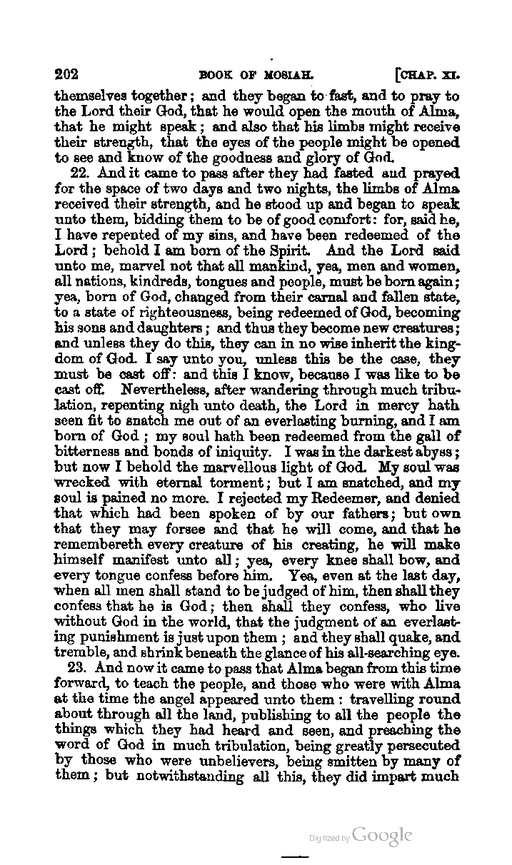 202 BOOK OF MOSIAH. [CHAP. XI.
themselves together; and they began to fast, and to pray to
the Lord their God, that he would open the mouth of Alma,
that he might speak; and also that his limbs might receive
their strength, that the eyes of the people might be opened
to see and know of the goodness and glory of God.
22. And it came to pass after they had fasted and prayed
for the space of two days and two nights, the limbs of Alma
received their strength, and he stood up and began to speak
unto them, bidding them to be of good comfort: for, said he,
I have repented of my sins, and have been redeemed of the
Lord; behold I am born of the Spirit. And the Lord said
unto me, marvel not that all mankind, yea, men and women,
all nations, kindreds, tongues and people, must be born again;
yea, born of God, changed from their carnal and fallen state,
to a state of righteousness, being redeemed of God, becoming
his sons and daughters; and thus they become new creatures;
and unless they do this, they can in no wise inherit the king-
dom of God. I say unto you, unless this be the case, they
must be cast off: and this I know, because I was like to be
cast off. Nevertheless, after wandering through much tribu-
lation, repenting nigh unto death, the Lord in mercy hath
seen fit to snatch me out of an everlasting burning, and I am
born of God; my soul hath been redeemed from the gall of
bitterness and bonds of iniquity. I was in the darkest abyss;
but now I behold the marvellous light of God. My soul was
wrecked with eternal torment; but I am snatched, and my
soul is pained no more. I rejected my Redeemer, and denied
that which had been spoken of by our fathers; but own
that they may forsee and that he will come, and that he
remembereth every creature of his creating, he will make
himself manifest unto all; yea, every knee shall bow, and
every tongue confess before him. Yea, even at the last day,
when all men shall stand to be judged of him, then shall they
confess that he is God; then shall they confess, who live
without God in the world, that the judgment of an everlast-
ing punishment is just upon them; and they shall quake, and
tremble, and shrink beneath the glance of his all-searching eye.
23. And now it came to pass that Alma began from this time
forward, to teach the people, and those who were with Alma
at the time the angel appeared unto them: travelling round
about through all the land, publishing to all the people the
things which they had heard and seen, and preaching the
word of God in much tribulation, being greatly persecuted
by those who were unbelievers, being smitten by many of
them; but notwithstanding all this, they did impart much
Digitized by Google